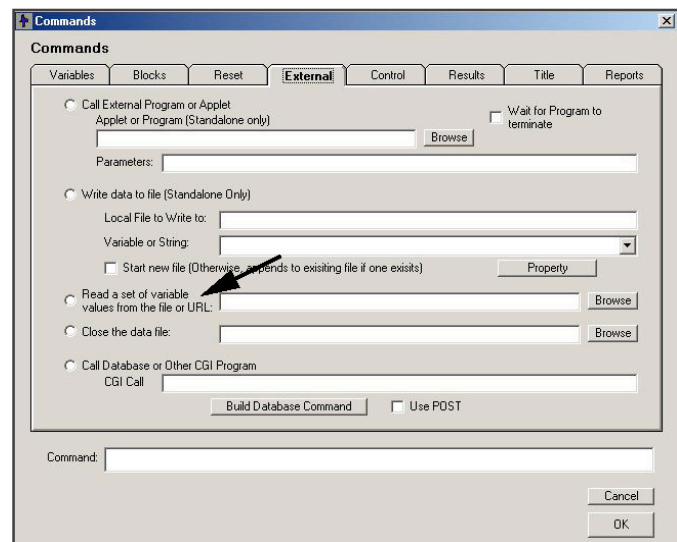 Commands
Commands
Variables Blocks Reset External Control Results Title Reports
Call External Program or Applet
Applet or Program (Standalone only)
Wait for Program to
terminate
Browse
Parameters:
Write data to file (Standalone Only)
Local File to Write to:
Variable or String:
Start new file (Otherwise, appends to exisiting file if one exisits)
Property
Read a set of variable
values from the file or URL:
Browse
Close the data file:
Browse
Call Database or Other CGI Program
CGI Call
Build Database Command
Use POST
Command:
Cancel
OK